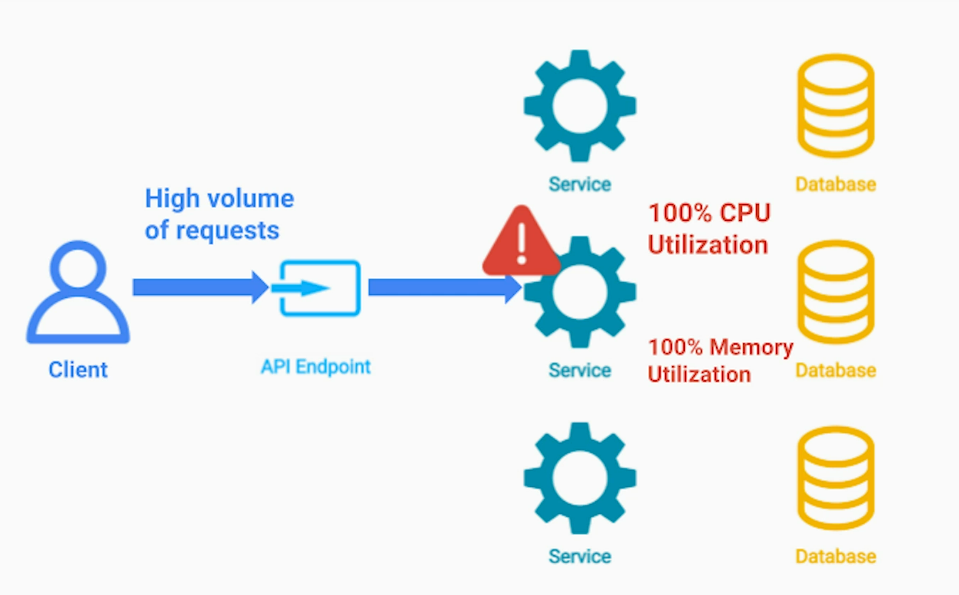 Service
Database
High volume
of requests
100% CPU
Utilization
Client
API Endpoint
Service
100% Memory
Utilization
Database
Service
Database